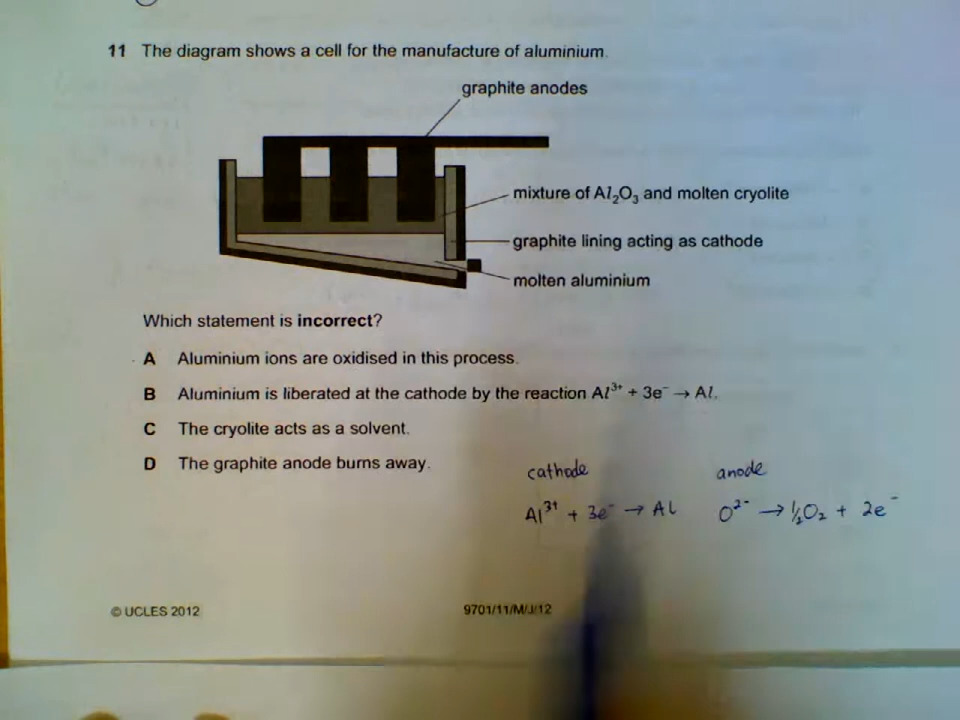 11 The diagram shows a cell for the manufacture of aluminium.
graphite anodes
mixture of Al₂O₃ and molten cryolite
graphite lining acting as cathode
molten aluminium
Which statement is incorrect?
A Aluminium ions are oxidised in this process.
B Aluminium is liberated at the cathode by the reaction Al³⁺ + 3e⁻ → Al.
C The cryolite acts as a solvent.
D The graphite anode burns away.
cathode anode
Al³⁺ + 3e⁻ → Al O²⁻ → ½O₂ + 2e⁻
© UCLES 2012 9701/11/M/J/12